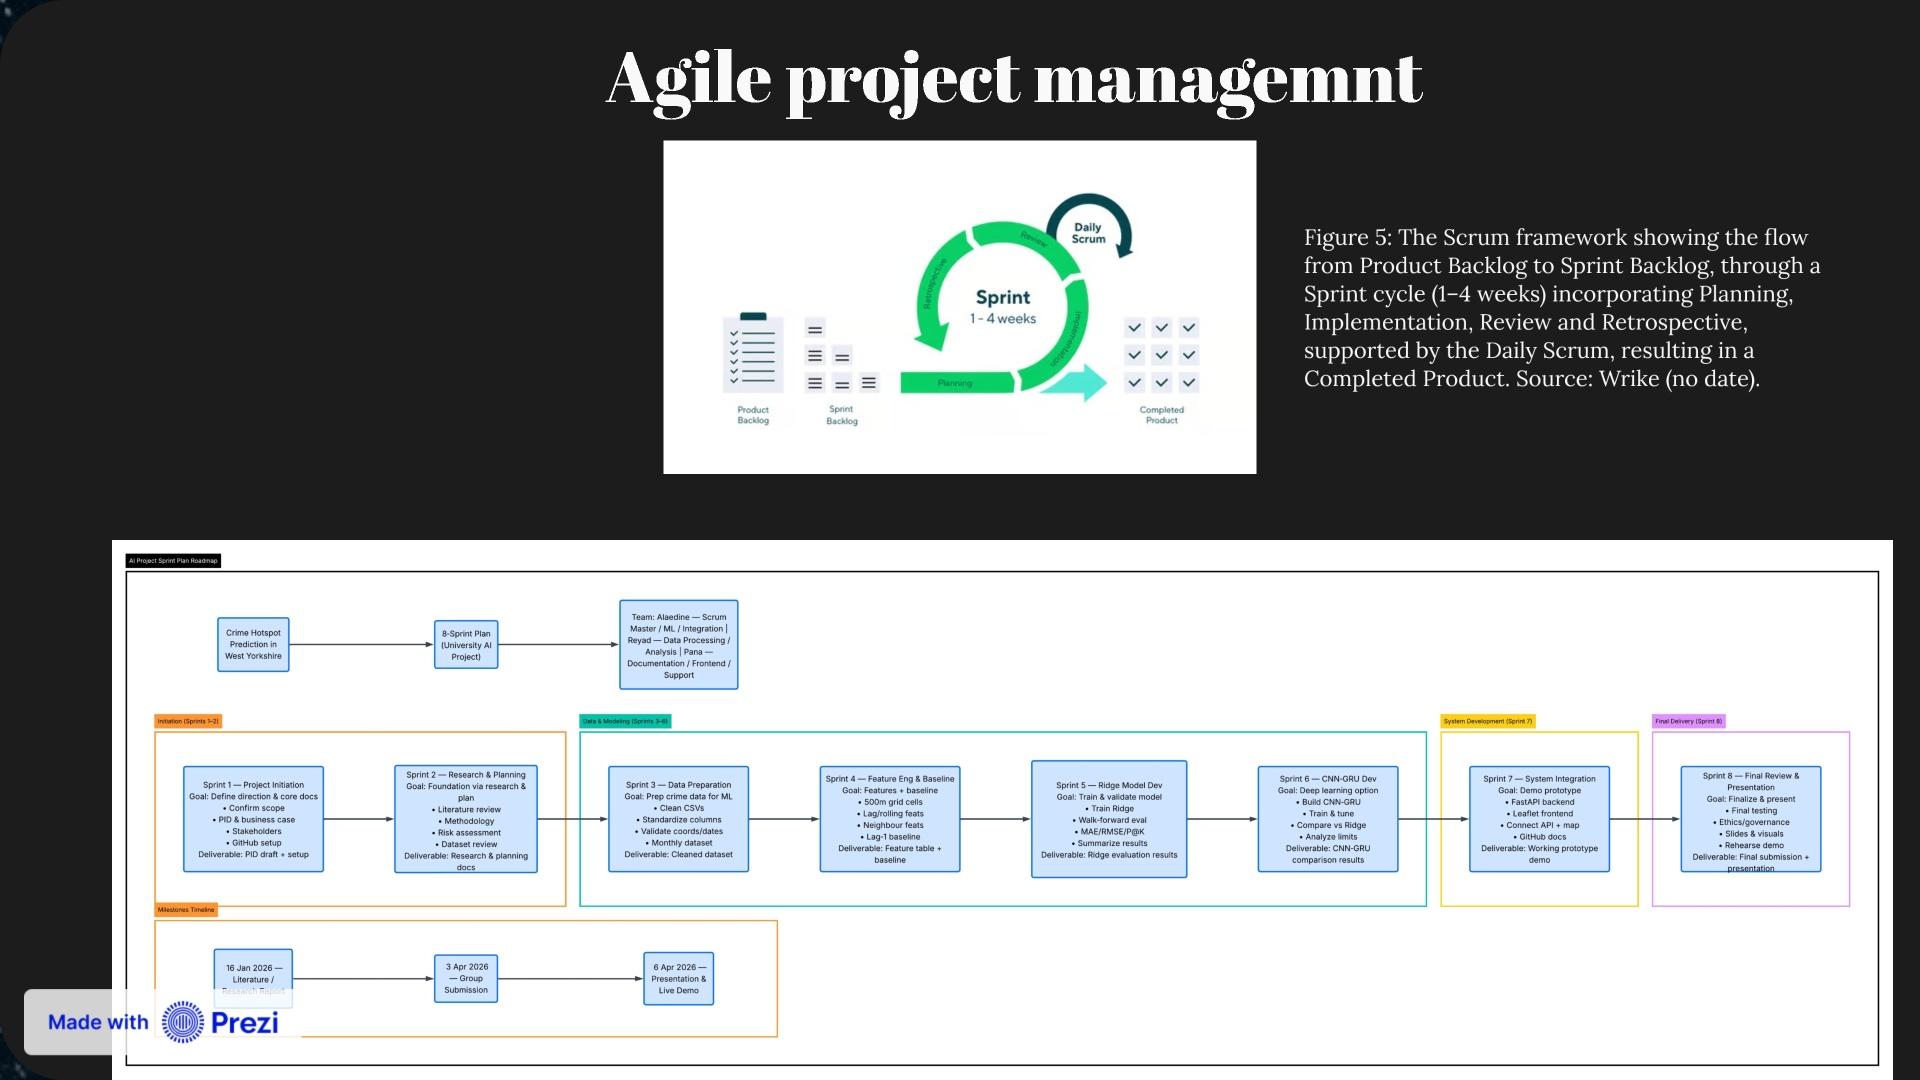 Agile project managemnt
Daily
Scrum
Review
Retrospective
Sprint
1 - 4 weeks
Implementation
Planning
Product
Backlog
Sprint
Backlog
Completed
Product
Figure 5: The Scrum framework showing the flow
from Product Backlog to Sprint Backlog, through a
Sprint cycle (1–4 weeks) incorporating Planning,
Implementation, Review and Retrospective,
supported by the Daily Scrum, resulting in a
Completed Product. Source: Wrike (no date).
AI Project Sprint Plan Roadmap
Crime Hotspot
Prediction in
West Yorkshire
8-Sprint Plan
(University AI
Project)
Team: Alaedine — Scrum
Master / ML / Integration |
Reyad — Data Processing /
Analysis | Pana —
Documentation / Frontend /
Support
Initiation (Sprints 1–2)
Sprint 1 — Project Initiation
Goal: Define direction & core docs
• Confirm scope
• PID & business case
• Stakeholders
• GitHub setup
Deliverable: PID draft + setup
Sprint 2 — Research & Planning
Goal: Foundation via research &
plan
• Literature review
• Methodology
• Risk assessment
• Dataset review
Deliverable: Research & planning
docs
Data & Modeling (Sprints 3–6)
Sprint 3 — Data Preparation
Goal: Prep crime data for ML
• Clean CSVs
• Standardize columns
• Validate coords/dates
• Monthly dataset
Deliverable: Cleaned dataset
Sprint 4 — Feature Eng & Baseline
Goal: Features + baseline
• 500m grid cells
• Lag/rolling feats
• Neighbour feats
• Lag-1 baseline
Deliverable: Feature table +
baseline
Sprint 5 — Ridge Model Dev
Goal: Train & validate model
• Train Ridge
• Walk-forward eval
• MAE/RMSE/P@K
• Summarize results
Deliverable: Ridge evaluation results
Sprint 6 — CNN-GRU Dev
Goal: Deep learning option
• Build CNN-GRU
• Train & tune
• Compare vs Ridge
• Analyze limits
Deliverable: CNN-GRU
comparison results
System Development (Sprint 7)
Sprint 7 — System Integration
Goal: Demo prototype
• FastAPI backend
• Leaflet frontend
• Connect API + map
• GitHub docs
Deliverable: Working prototype
demo
Final Delivery (Sprint 8)
Sprint 8 — Final Review &
Presentation
Goal: Finalize & present
• Final testing
• Ethics/governance
• Slides & visuals
• Rehearse demo
Deliverable: Final submission +
presentation
Milestones Timeline
16 Jan 2026 —
Literature /
Research Report
3 Apr 2026
— Group
Submission
6 Apr 2026 —
Presentation &
Live Demo
Made with Prezi